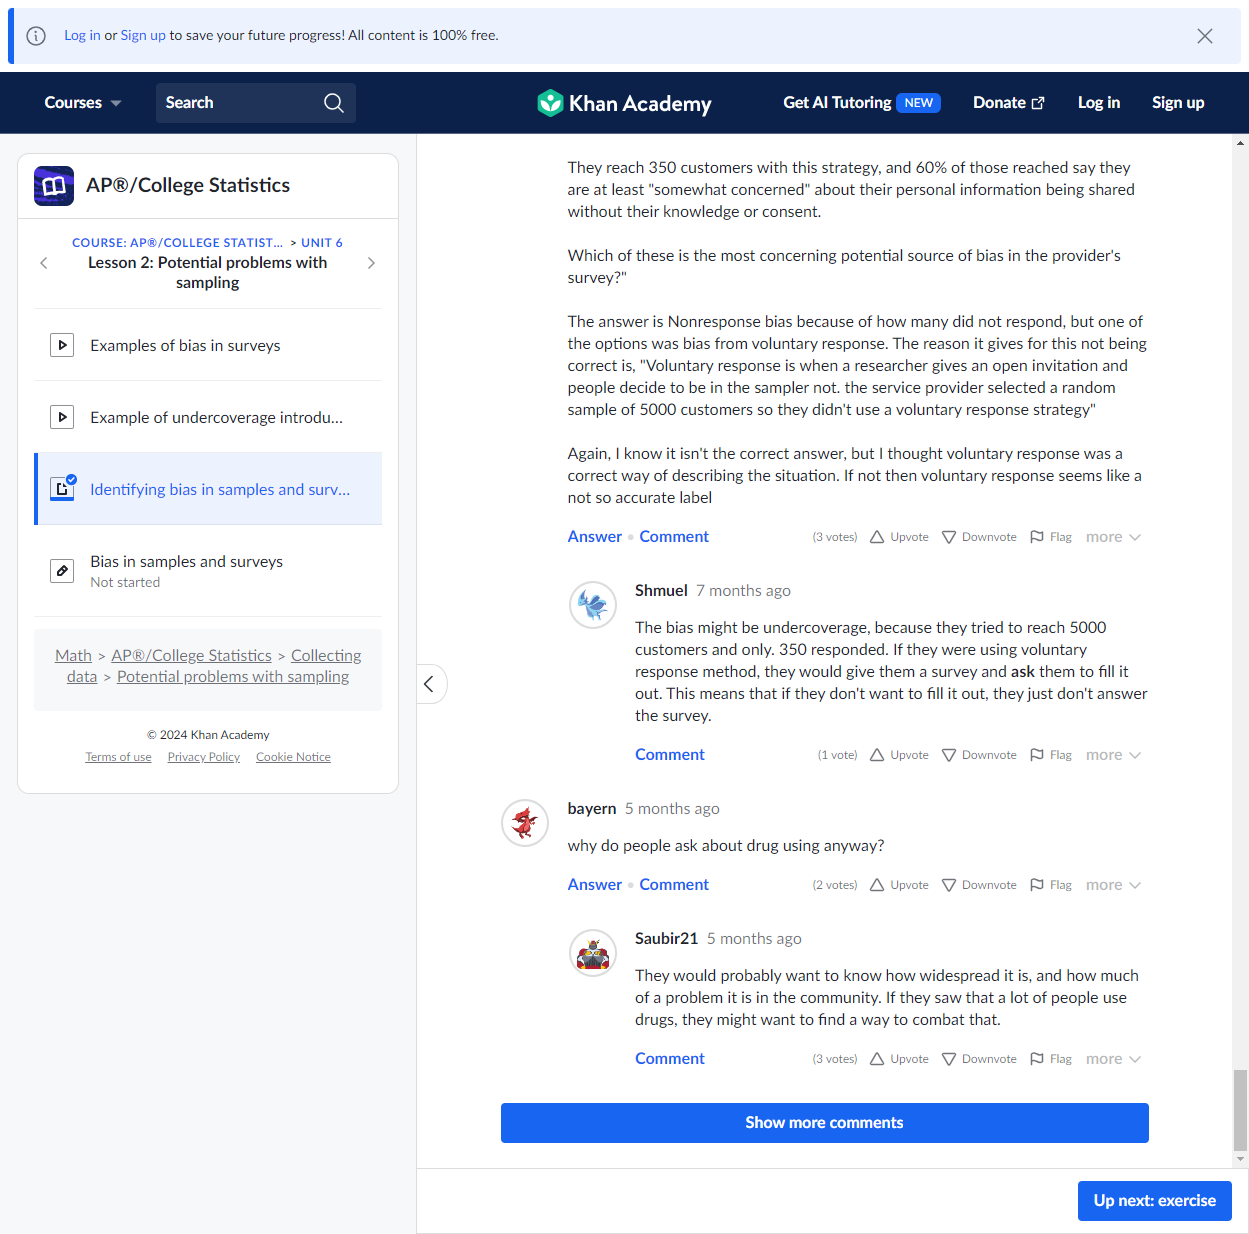 Log in or Sign up to save your future progress! All content is 100% free.
Courses
Search
Khan Academy
Get AI Tutoring NEW
Donate
Log in
Sign up
AP®/College Statistics
COURSE: AP®/COLLEGE STATIST... > UNIT 6
Lesson 2: Potential problems with
sampling
Examples of bias in surveys
Example of undercoverage introdu...
Identifying bias in samples and surv...
Bias in samples and surveys
Not started
Math > AP®/College Statistics > Collecting
data > Potential problems with sampling
© 2024 Khan Academy
Terms of use Privacy Policy Cookie Notice
They reach 350 customers with this strategy, and 60% of those reached say they
are at least "somewhat concerned" about their personal information being shared
without their knowledge or consent.
Which of these is the most concerning potential source of bias in the provider's
survey?"
The answer is Nonresponse bias because of how many did not respond, but one of
the options was bias from voluntary response. The reason it gives for this not being
correct is, "Voluntary response is when a researcher gives an open invitation and
people decide to be in the sampler not. the service provider selected a random
sample of 5000 customers so they didn't use a voluntary response strategy"
Again, I know it isn't the correct answer, but I thought voluntary response was a
correct way of describing the situation. If not then voluntary response seems like a
not so accurate label
Answer • Comment (3 votes) Upvote Downvote Flag more
Shmuel 7 months ago
The bias might be undercoverage, because they tried to reach 5000
customers and only. 350 responded. If they were using voluntary
response method, they would give them a survey and ask them to fill it
out. This means that if they don't want to fill it out, they just don't answer
the survey.
Comment (1 vote) Upvote Downvote Flag more
bayern 5 months ago
why do people ask about drug using anyway?
Answer • Comment (2 votes) Upvote Downvote Flag more
Saubir21 5 months ago
They would probably want to know how widespread it is, and how much
of a problem it is in the community. If they saw that a lot of people use
drugs, they might want to find a way to combat that.
Comment (3 votes) Upvote Downvote Flag more
Show more comments
Up next: exercise